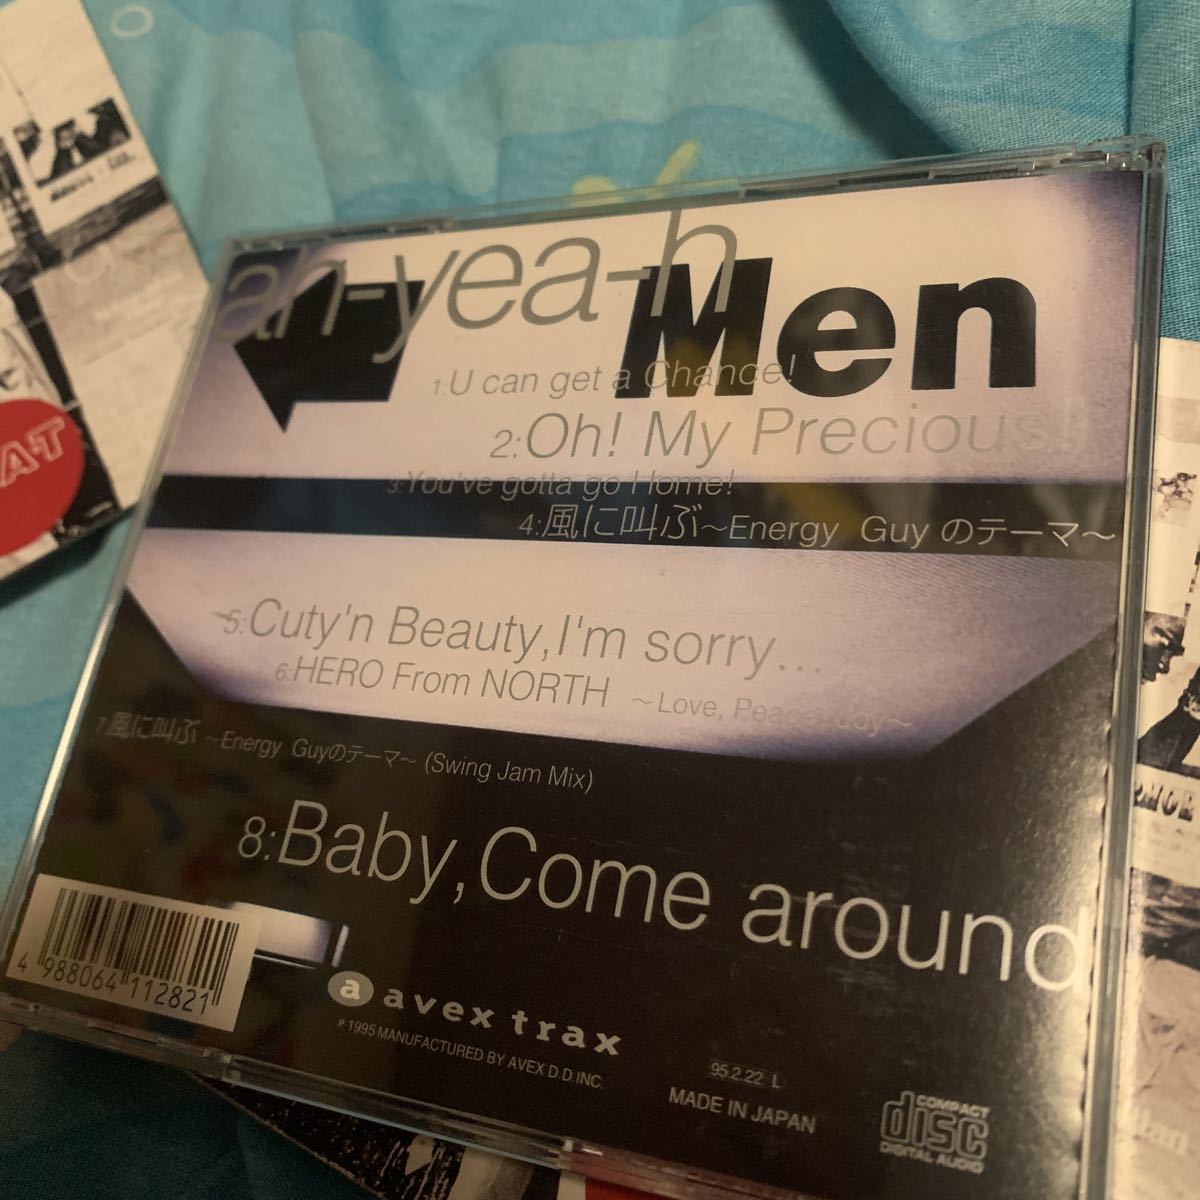 ah-yea-h
Men
1:U can get a Chance!
2:Oh! My Precious!
3:You've gotta go Home!
4:風に叫ぶ～Energy Guyのテーマ～
5:Cuty'n Beauty,I'm sorry...
6:HERO From NORTH ～Love, Peace, Joy～
7:風に叫ぶ ～Energy Guyのテーマ～ (Swing Jam Mix)
8:Baby,Come around
4 988064 112821
a avex trax
P.1995 MANUFACTURED BY AVEX D.D.INC.
95.2.22 L
MADE IN JAPAN
COMPACT
disc
DIGITAL AUDIO
A.T